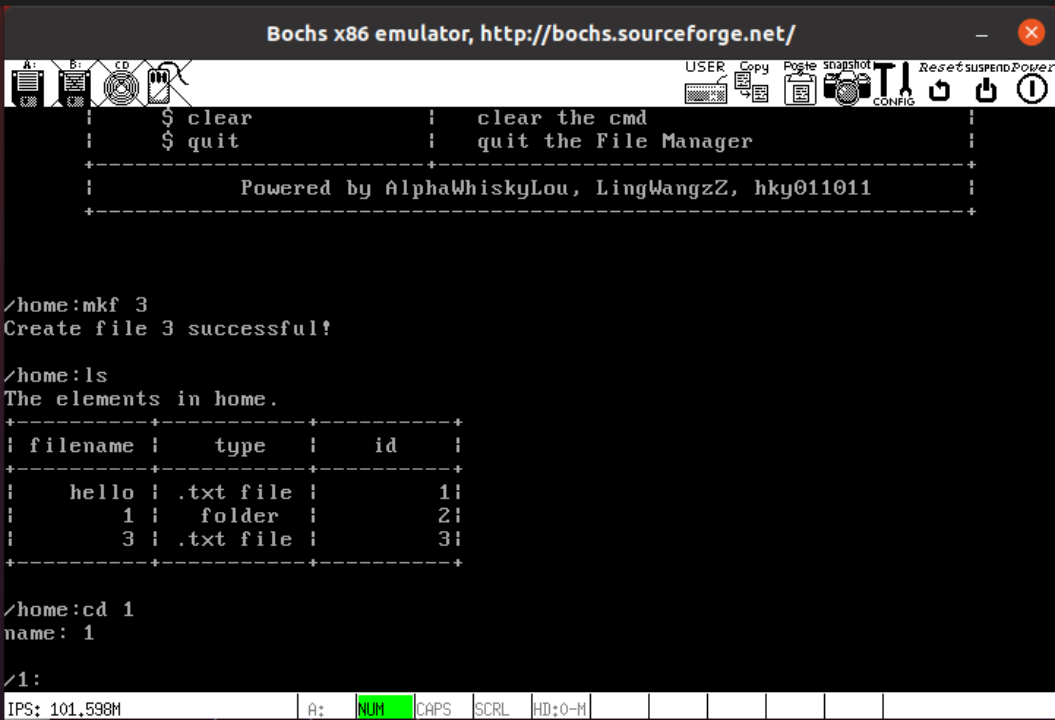 Bochs x86 emulator, http://bochs.sourceforge.net/
A: B: CD USER Copy Poste snapshot CONFIG Reset SUSPEND Power
¦ $ clear ¦ clear the cmd ¦
¦ $ quit ¦ quit the File Manager ¦
+--------------------------+-----------------------------------------+
¦ Powered by AlphaWhiskyLou, LingWangzZ, hky011011 ¦
+--------------------------------------------------------------------+
/home:mkf 3
Create file 3 successful!
/home:ls
The elements in home.
+----------+-----------+----------+
¦ filename ¦ type ¦ id ¦
+----------+-----------+----------+
¦ hello ¦ .txt file ¦ 1¦
¦ 1 ¦ folder ¦ 2¦
¦ 3 ¦ .txt file ¦ 3¦
+----------+-----------+----------+
/home:cd 1
name: 1
/1:
IPS: 101.598M A: NUM CAPS SCRL HD:0-M